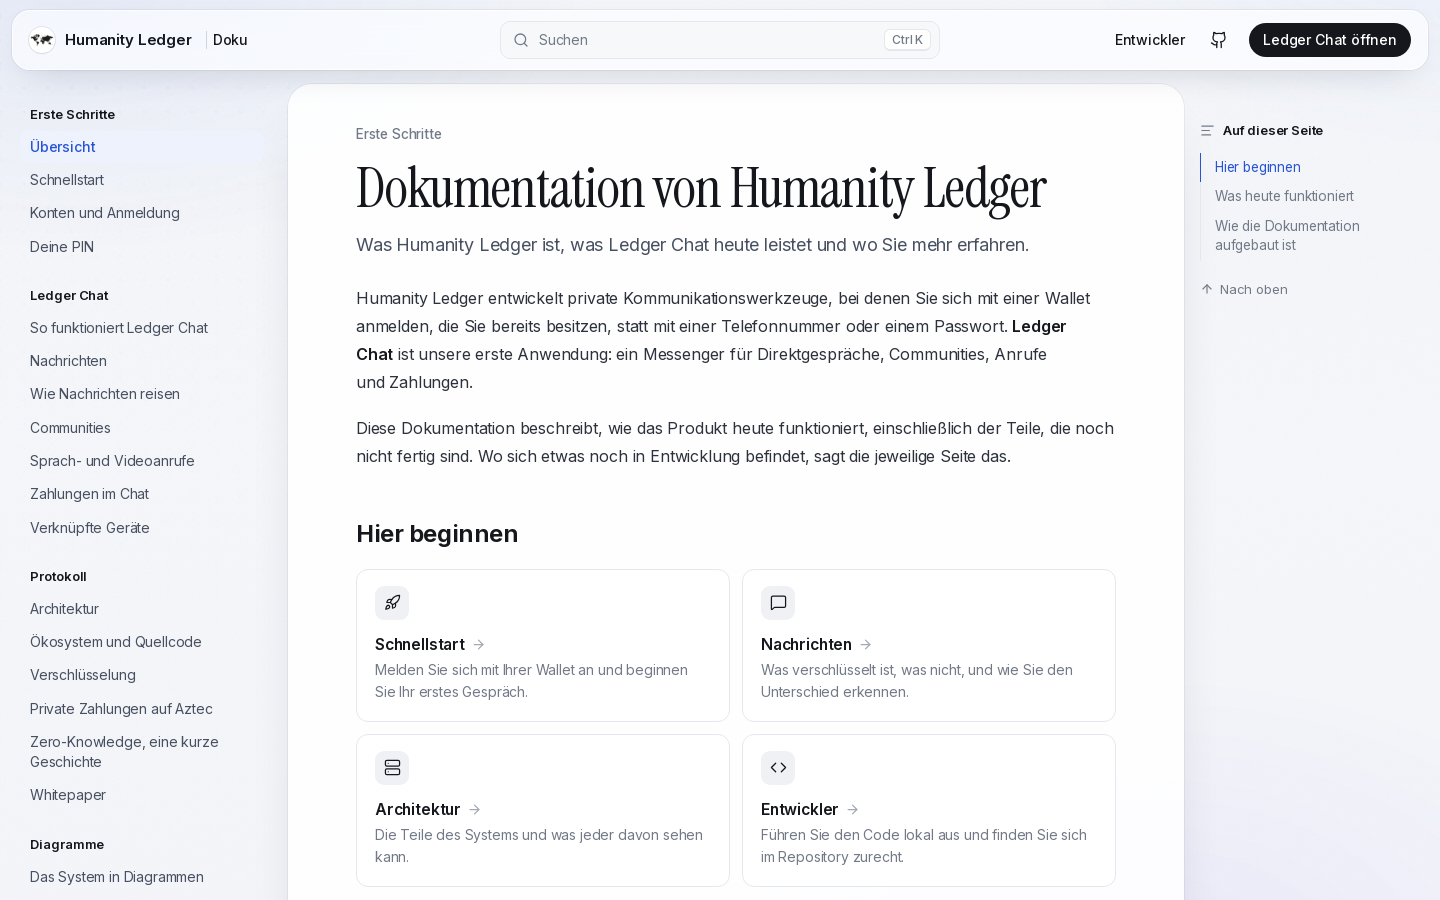 Humanity Ledger
Doku
Suchen
Ctrl K
Entwickler
Ledger Chat öffnen
Erste Schritte
Übersicht
Schnellstart
Konten und Anmeldung
Deine PIN
Ledger Chat
So funktioniert Ledger Chat
Nachrichten
Wie Nachrichten reisen
Communities
Sprach- und Videoanrufe
Zahlungen im Chat
Verknüpfte Geräte
Protokoll
Architektur
Ökosystem und Quellcode
Verschlüsselung
Private Zahlungen auf Aztec
Zero-Knowledge, eine kurze
Geschichte
Whitepaper
Diagramme
Das System in Diagrammen
Erste Schritte
Dokumentation von Humanity Ledger
Was Humanity Ledger ist, was Ledger Chat heute leistet und wo Sie mehr erfahren.
Humanity Ledger entwickelt private Kommunikationswerkzeuge, bei denen Sie sich mit einer Wallet
anmelden, die Sie bereits besitzen, statt mit einer Telefonnummer oder einem Passwort. Ledger
Chat ist unsere erste Anwendung: ein Messenger für Direktgespräche, Communities, Anrufe
und Zahlungen.
Diese Dokumentation beschreibt, wie das Produkt heute funktioniert, einschließlich der Teile, die noch
nicht fertig sind. Wo sich etwas noch in Entwicklung befindet, sagt die jeweilige Seite das.
Hier beginnen
Schnellstart
Melden Sie sich mit Ihrer Wallet an und beginnen
Sie Ihr erstes Gespräch.
Nachrichten
Was verschlüsselt ist, was nicht, und wie Sie den
Unterschied erkennen.
Architektur
Die Teile des Systems und was jeder davon sehen
kann.
Entwickler
Führen Sie den Code lokal aus und finden Sie sich
im Repository zurecht.
Auf dieser Seite
Hier beginnen
Was heute funktioniert
Wie die Dokumentation
aufgebaut ist
Nach oben